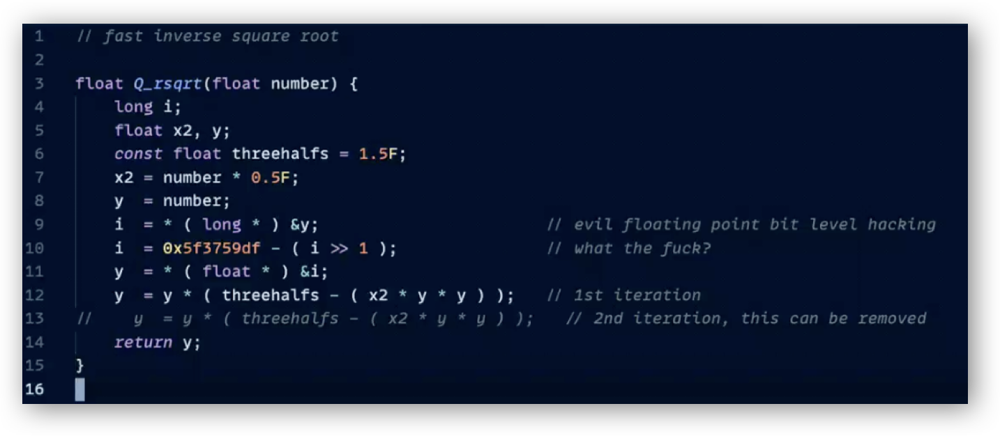 1 // fast inverse square root
2
3 float Q_rsqrt(float number) {
4 long i;
5 float x2, y;
6 const float threehalfs = 1.5F;
7 x2 = number * 0.5F;
8 y = number;
9 i = * ( long * ) &y; // evil floating point bit level hacking
10 i = 0x5f3759df - ( i >> 1 ); // what the fuck?
11 y = * ( float * ) &i;
12 y = y * ( threehalfs - ( x2 * y * y ) ); // 1st iteration
13 // y = y * ( threehalfs - ( x2 * y * y ) ); // 2nd iteration, this can be removed
14 return y;
15 }
16